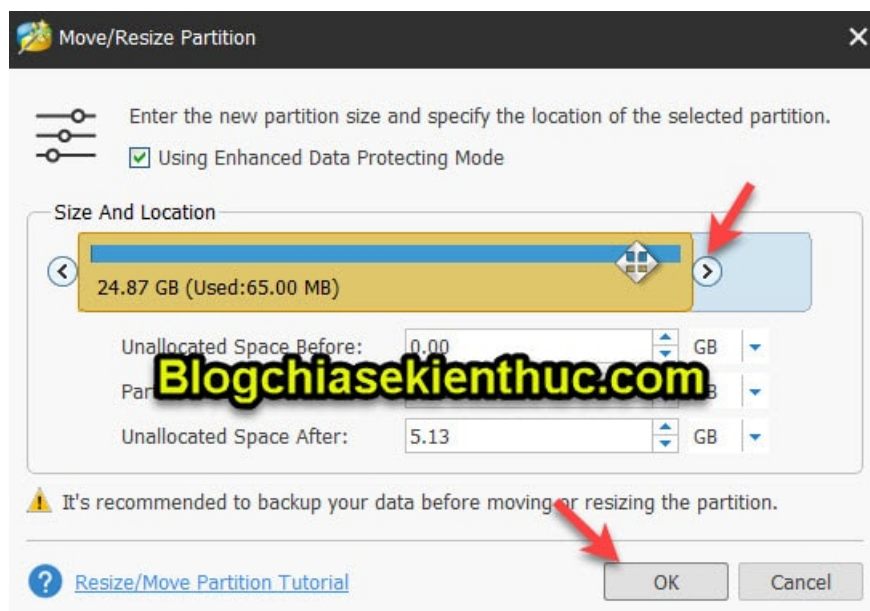 Move/Resize Partition
Enter the new partition size and specify the location of the selected partition.
Using Enhanced Data Protecting Mode
Size And Location
24.87 GB (Used:65.00 MB)
Unallocated Space Before: 0.00 GB
Blogchiasekienthuc.com
Unallocated Space After: 5.13 GB
It's recommended to backup your data before moving or resizing the partition.
Resize/Move Partition Tutorial OK Cancel